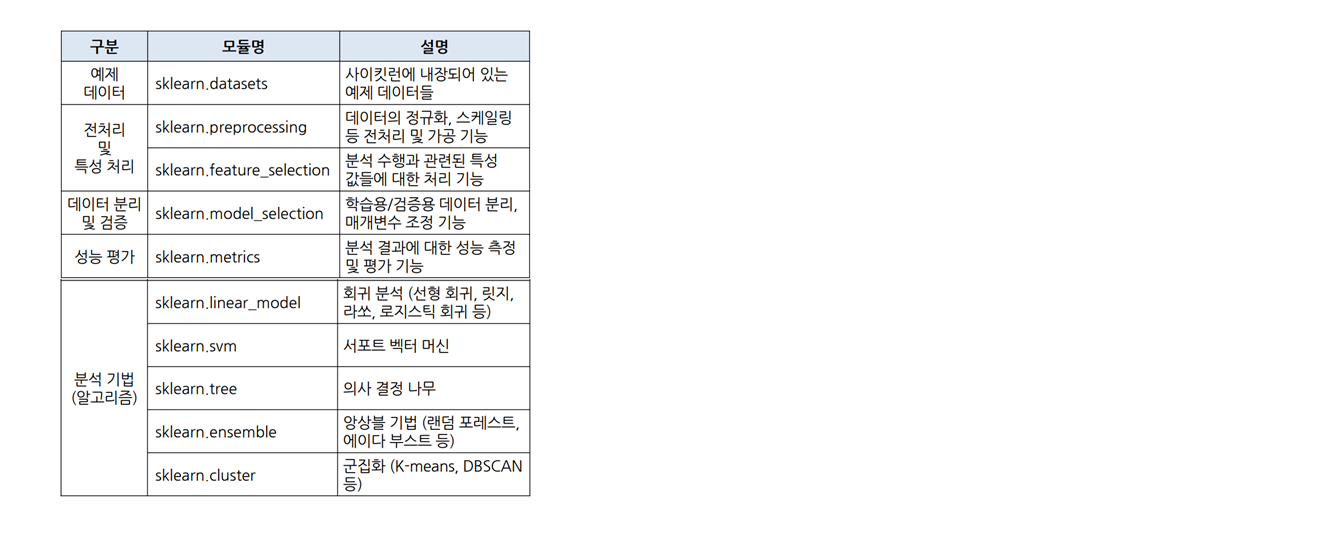 구분 모듈명 설명
예제
데이터
sklearn.datasets
사이킷런에 내장되어 있는
예제 데이터들
전처리
및
특성 처리
sklearn.preprocessing
데이터의 정규화, 스케일링
등 전처리 및 가공 기능
sklearn.feature_selection
분석 수행과 관련된 특성
값들에 대한 처리 기능
데이터 분리
및 검증
sklearn.model_selection
학습용/검증용 데이터 분리,
매개변수 조정 기능
성능 평가
sklearn.metrics
분석 결과에 대한 성능 측정
및 평가 기능
분석 기법
(알고리즘)
sklearn.linear_model
회귀 분석 (선형 회귀, 릿지,
라쏘, 로지스틱 회귀 등)
sklearn.svm
서포트 벡터 머신
sklearn.tree
의사 결정 나무
sklearn.ensemble
앙상블 기법 (랜덤 포레스트,
에이다 부스트 등)
sklearn.cluster
군집화 (K-means, DBSCAN
등)